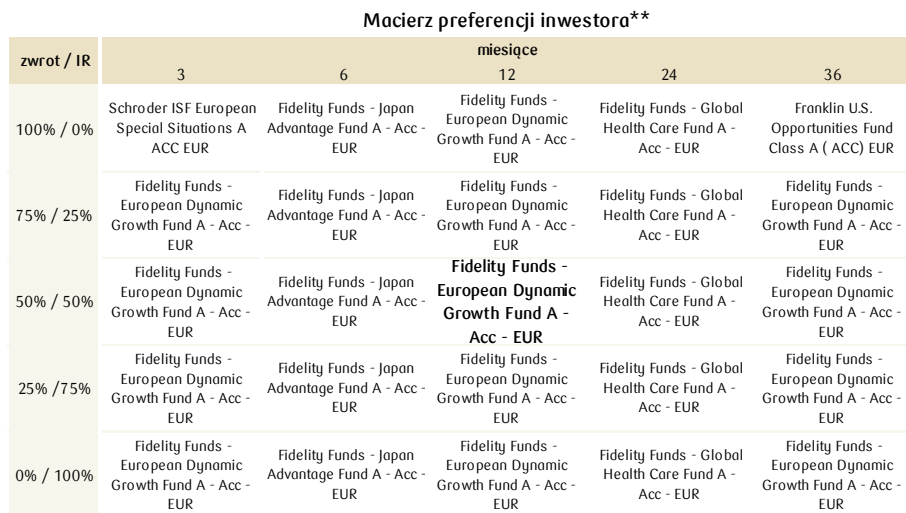 Macierz preferencji inwestora**
zwrot / IR
miesiące
3 6 12 24 36
100% / 0%
Schroder ISF European
Special Situations A
ACC EUR
Fidelity Funds - Japan
Advantage Fund A - Acc -
EUR
Fidelity Funds -
European Dynamic
Growth Fund A - Acc -
EUR
Fidelity Funds - Global
Health Care Fund A -
Acc - EUR
Franklin U.S.
Opportunities Fund
Class A ( ACC) EUR
75% / 25%
Fidelity Funds -
European Dynamic
Growth Fund A - Acc -
EUR
Fidelity Funds - Japan
Advantage Fund A - Acc -
EUR
Fidelity Funds -
European Dynamic
Growth Fund A - Acc -
EUR
Fidelity Funds - Global
Health Care Fund A -
Acc - EUR
Fidelity Funds -
European Dynamic
Growth Fund A - Acc -
EUR
50% / 50%
Fidelity Funds -
European Dynamic
Growth Fund A - Acc -
EUR
Fidelity Funds - Japan
Advantage Fund A - Acc -
EUR
Fidelity Funds -
European Dynamic
Growth Fund A -
Acc - EUR
Fidelity Funds - Global
Health Care Fund A -
Acc - EUR
Fidelity Funds -
European Dynamic
Growth Fund A - Acc -
EUR
25% /75%
Fidelity Funds -
European Dynamic
Growth Fund A - Acc -
EUR
Fidelity Funds - Japan
Advantage Fund A - Acc -
EUR
Fidelity Funds -
European Dynamic
Growth Fund A - Acc -
EUR
Fidelity Funds - Global
Health Care Fund A -
Acc - EUR
Fidelity Funds -
European Dynamic
Growth Fund A - Acc -
EUR
0% / 100%
Fidelity Funds -
European Dynamic
Growth Fund A - Acc -
EUR
Fidelity Funds - Japan
Advantage Fund A - Acc -
EUR
Fidelity Funds -
European Dynamic
Growth Fund A - Acc -
EUR
Fidelity Funds - Global
Health Care Fund A -
Acc - EUR
Fidelity Funds -
European Dynamic
Growth Fund A - Acc -
EUR